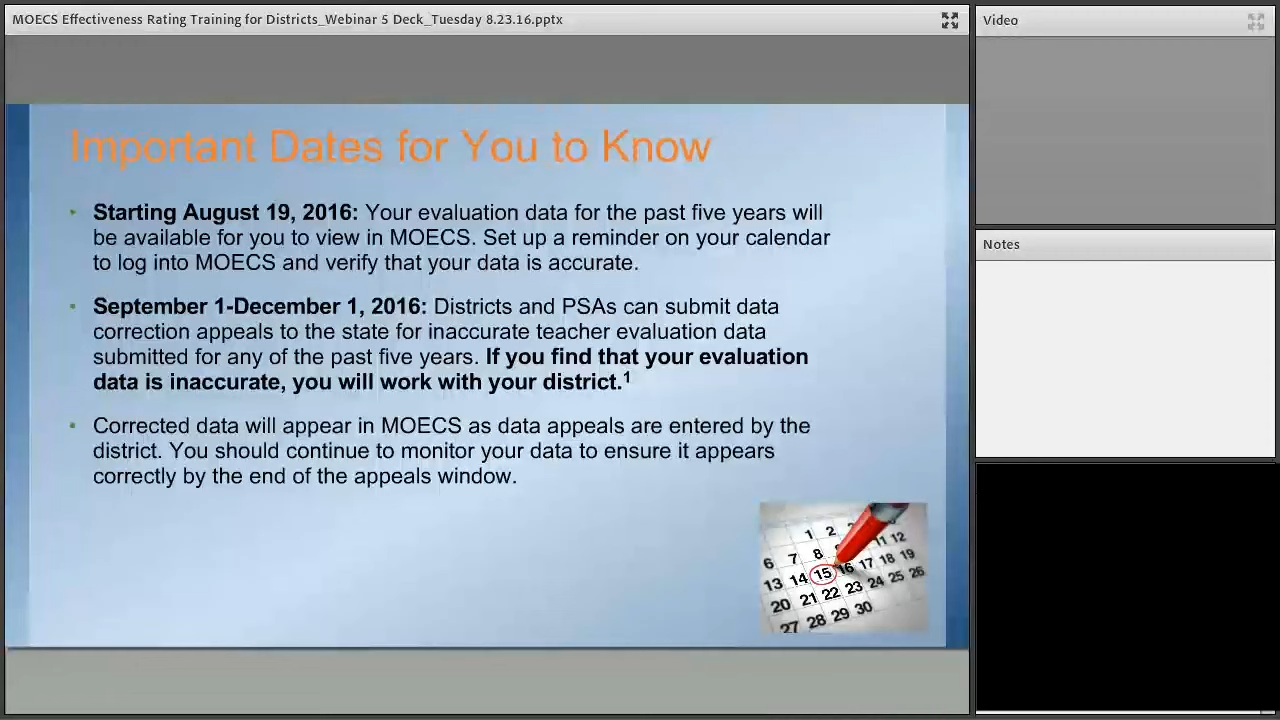 MOECS Effectiveness Rating Training for Districts_Webinar 5 Deck_Tuesday 8.23.16.pptx
Video
Important Dates for You to Know
• Starting August 19, 2016: Your evaluation data for the past five years will
be available for you to view in MOECS. Set up a reminder on your calendar
to log into MOECS and verify that your data is accurate.
Notes
• September 1-December 1, 2016: Districts and PSAs can submit data
correction appeals to the state for inaccurate teacher evaluation data
submitted for any of the past five years. If you find that your evaluation
data is inaccurate, you will work with your district.1
• Corrected data will appear in MOECS as data appeals are entered by the
district. You should continue to monitor your data to ensure it appears
correctly by the end of the appeals window.
1 2
6 7 8 11 12
13 14 15 16 17 18 19
20 21 22 23 24 25 26
27 28 29 30